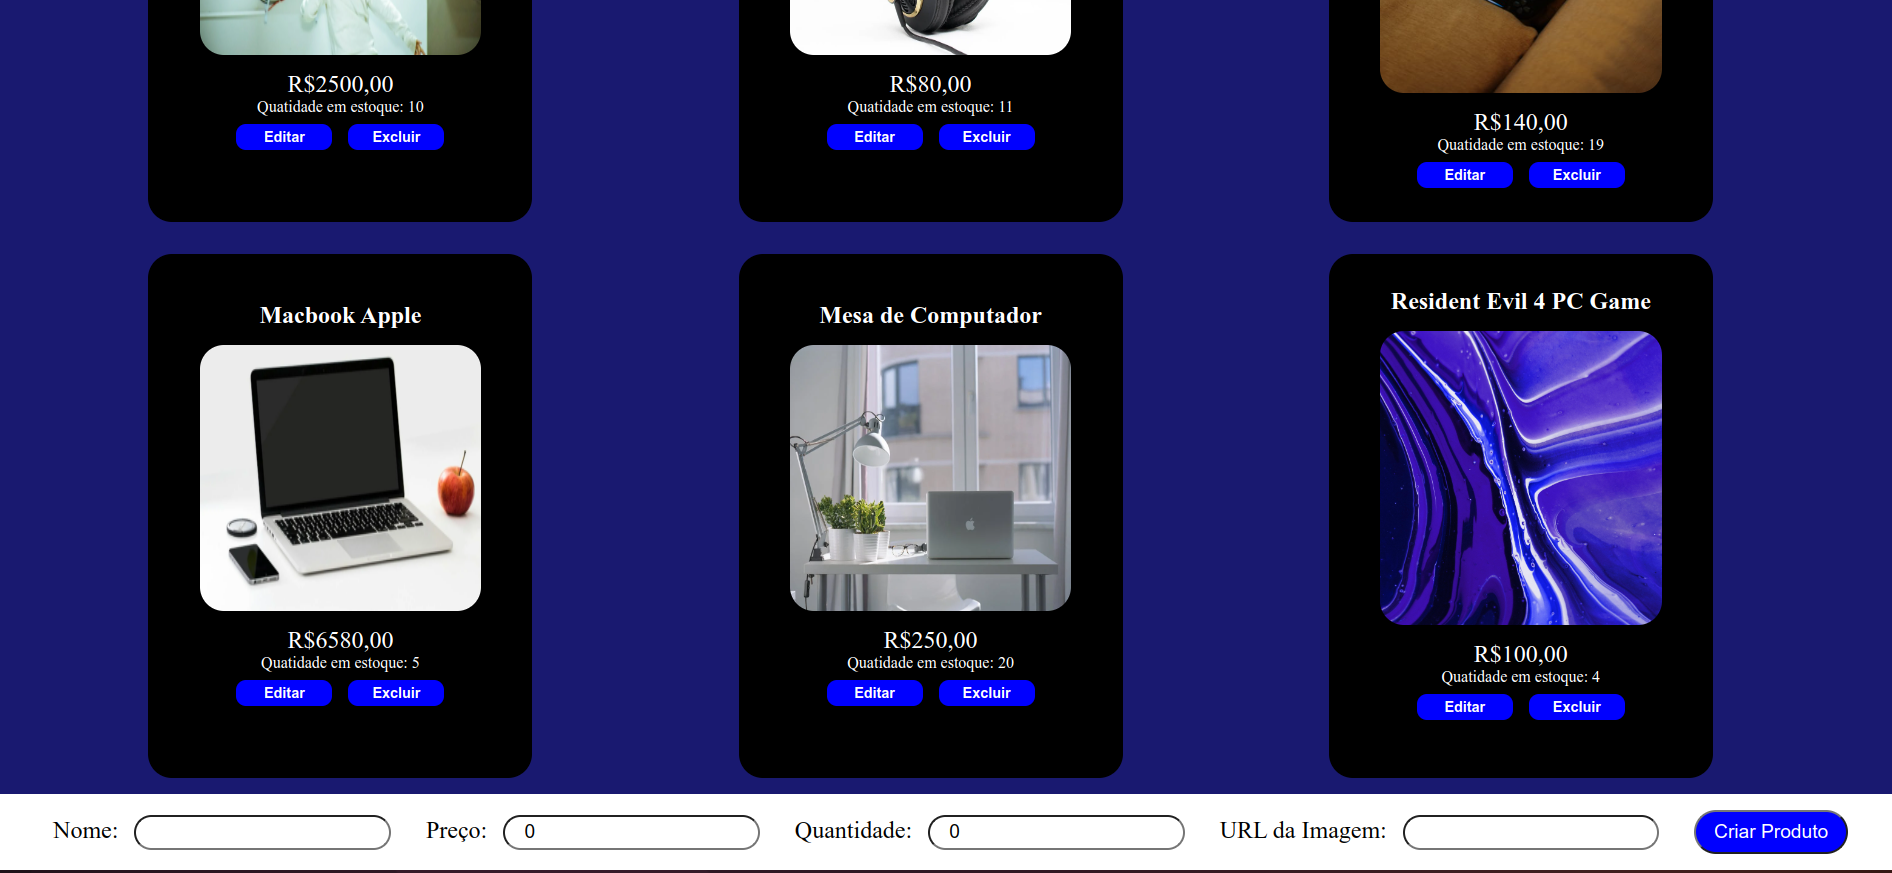 R$2500,00
Quatidade em estoque: 10
Editar Excluir
R$80,00
Quatidade em estoque: 11
Editar Excluir
R$140,00
Quatidade em estoque: 19
Editar Excluir
Macbook Apple
R$6580,00
Quatidade em estoque: 5
Editar Excluir
Mesa de Computador
R$250,00
Quatidade em estoque: 20
Editar Excluir
Resident Evil 4 PC Game
R$100,00
Quatidade em estoque: 4
Editar Excluir
Nome: Preço: 0 Quantidade: 0 URL da Imagem: Criar Produto